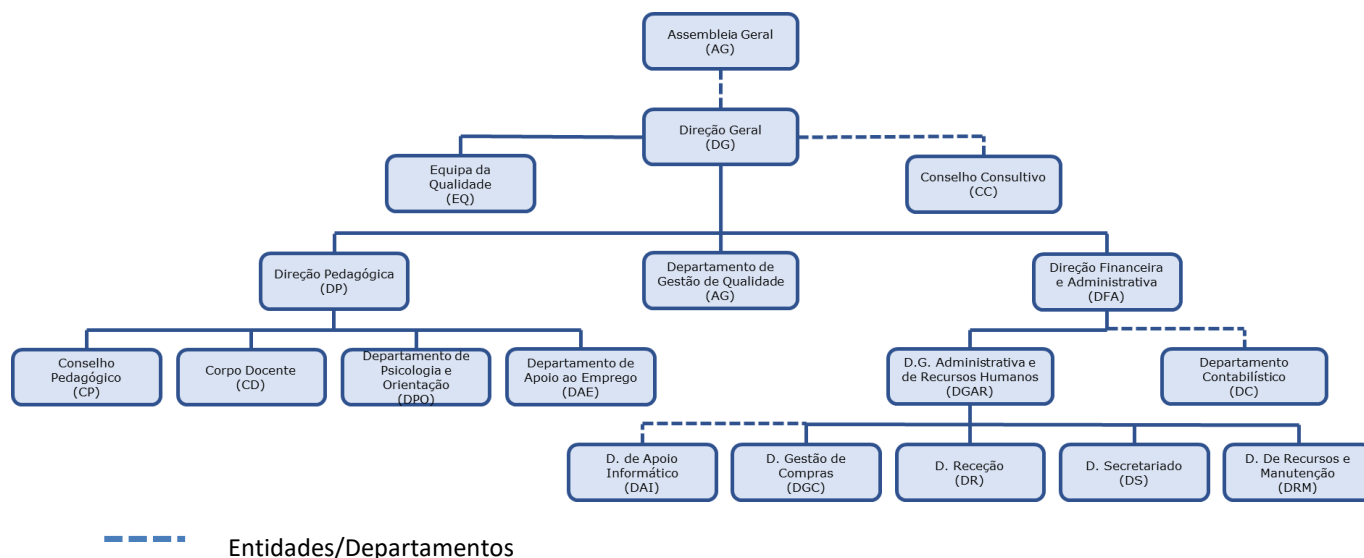 Assembleia Geral
(AG)
Direção Geral
(DG)
Equipa da
Qualidade
(EQ)
Conselho Consultivo
(CC)
Direção Pedagógica
(DP)
Departamento de
Gestão de Qualidade
(AG)
Direção Financeira
e Administrativa
(DFA)
Conselho
Pedagógico
(CP)
Corpo Docente
(CD)
Departamento de
Psicologia e
Orientação
(DPO)
Departamento de
Apoio ao Emprego
(DAE)
D.G. Administrativa e
de Recursos Humanos
(DGAR)
Departamento
Contabilístico
(DC)
D. de Apoio
Informático
(DAI)
D. Gestão de
Compras
(DGC)
D. Receção
(DR)
D. Secretariado
(DS)
D. De Recursos e
Manutenção
(DRM)
Entidades/Departamentos